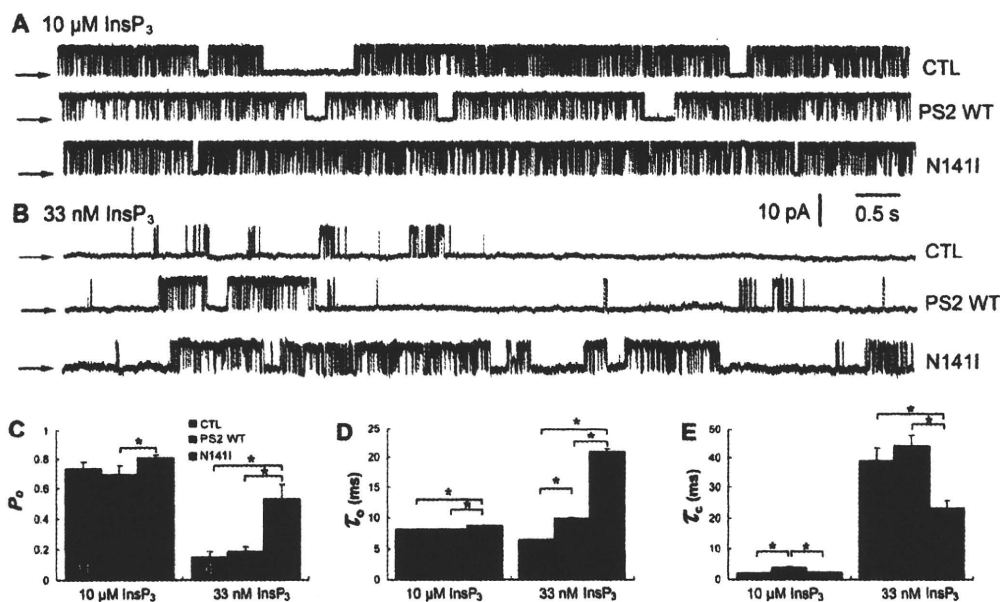 A 10 μM InsP₃
CTL
PS2 WT
N141I
B 33 nM InsP₃
10 pA
0.5 s
CTL
PS2 WT
N141I
C
CTL
PS2 WT
N141I
Pₒ
1
0.8
0.6
0.4
0.2
0
* * *
10 μM InsP₃ 33 nM InsP₃
D
τₒ (ms)
25
20
15
10
5
0
* * * * *
10 μM InsP₃ 33 nM InsP₃
E
τ_c (ms)
50
40
30
20
10
0
* * * *
10 μM InsP₃ 33 nM InsP₃